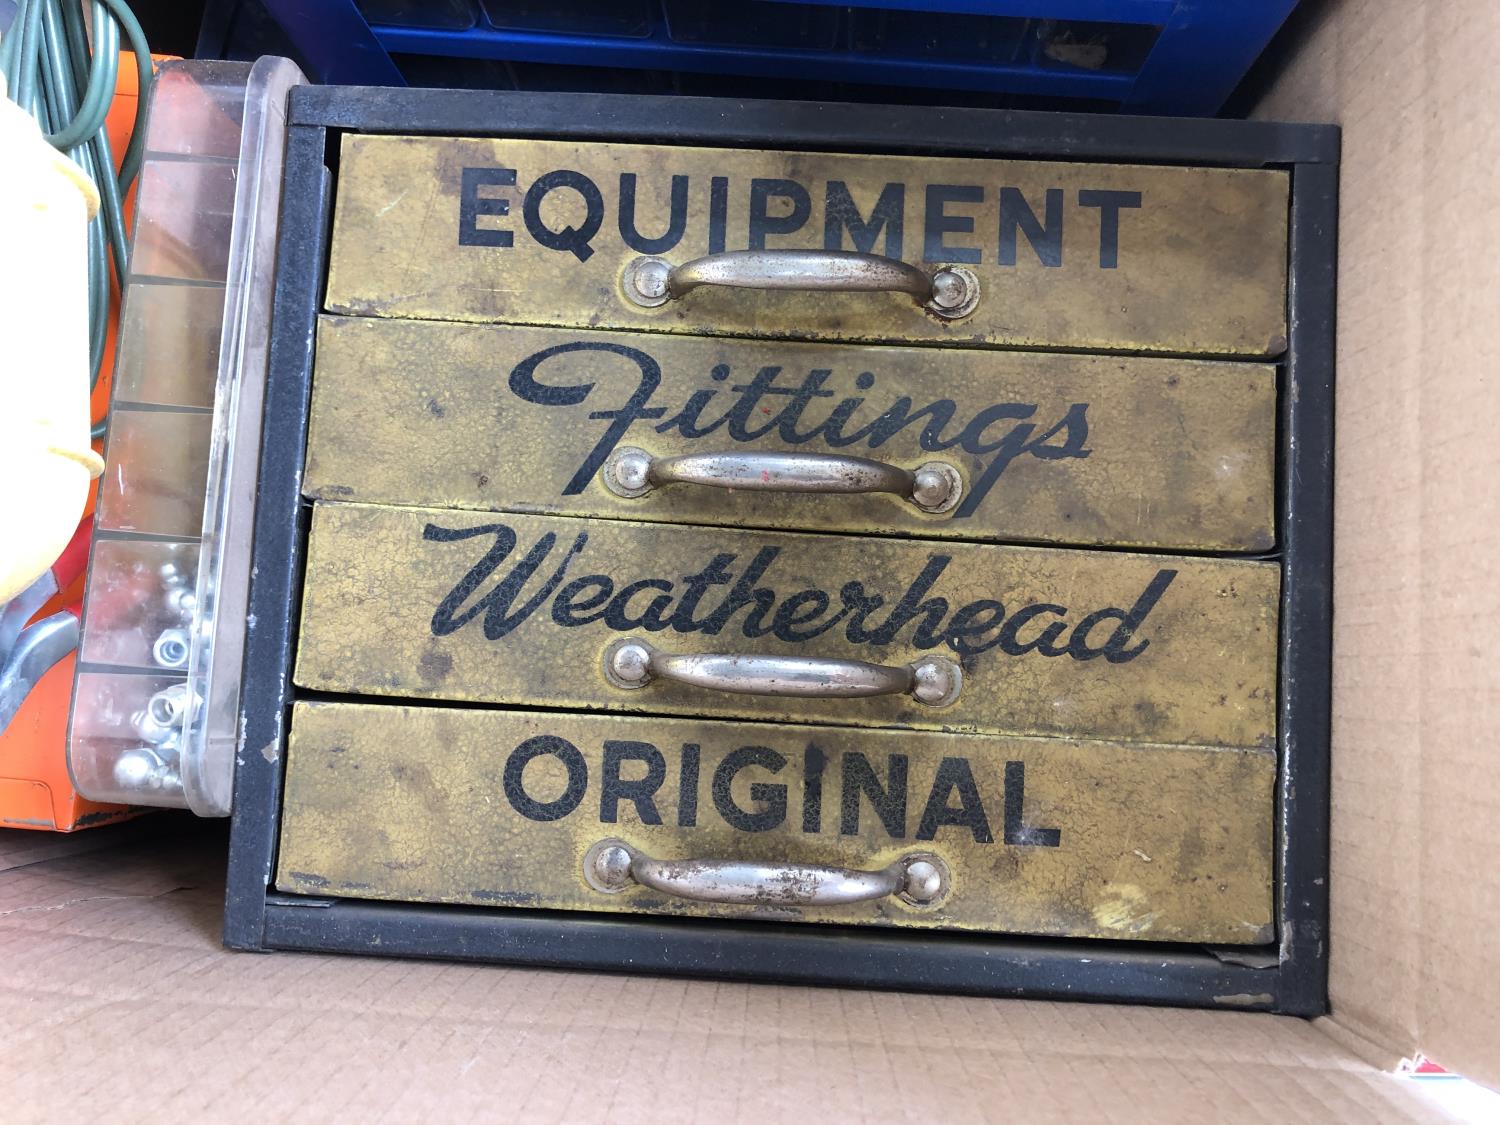 EQUIPMENT
Fittings
Weatherhead
ORIGINAL